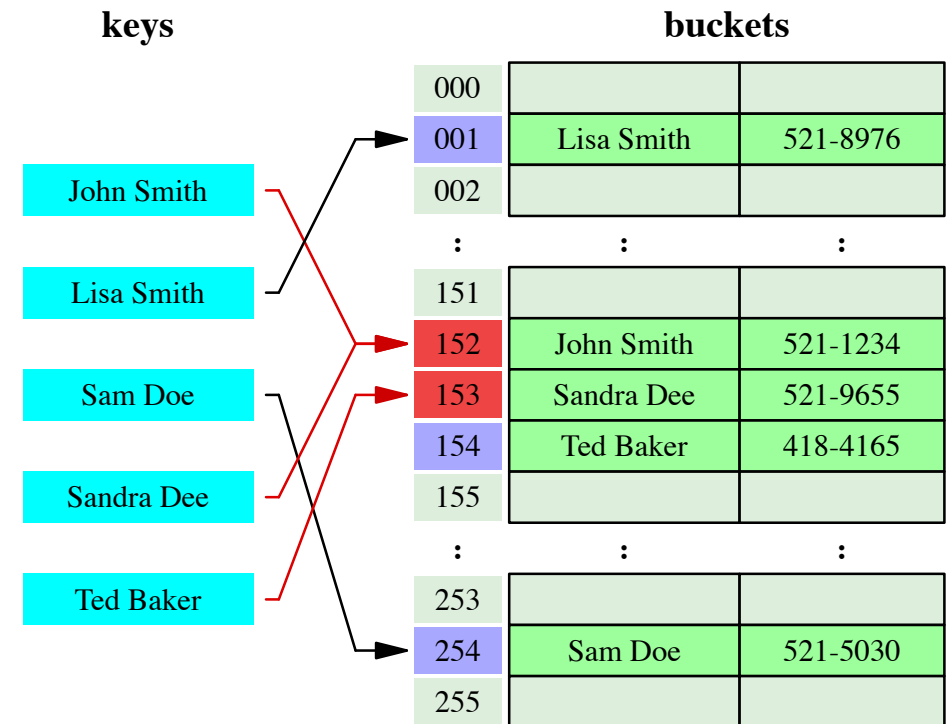 keys buckets
000
001 Lisa Smith 521-8976
John Smith 002
: : :
Lisa Smith 151
152 John Smith 521-1234
Sam Doe 153 Sandra Dee 521-9655
154 Ted Baker 418-4165
Sandra Dee 155
: : :
Ted Baker 253
254 Sam Doe 521-5030
255